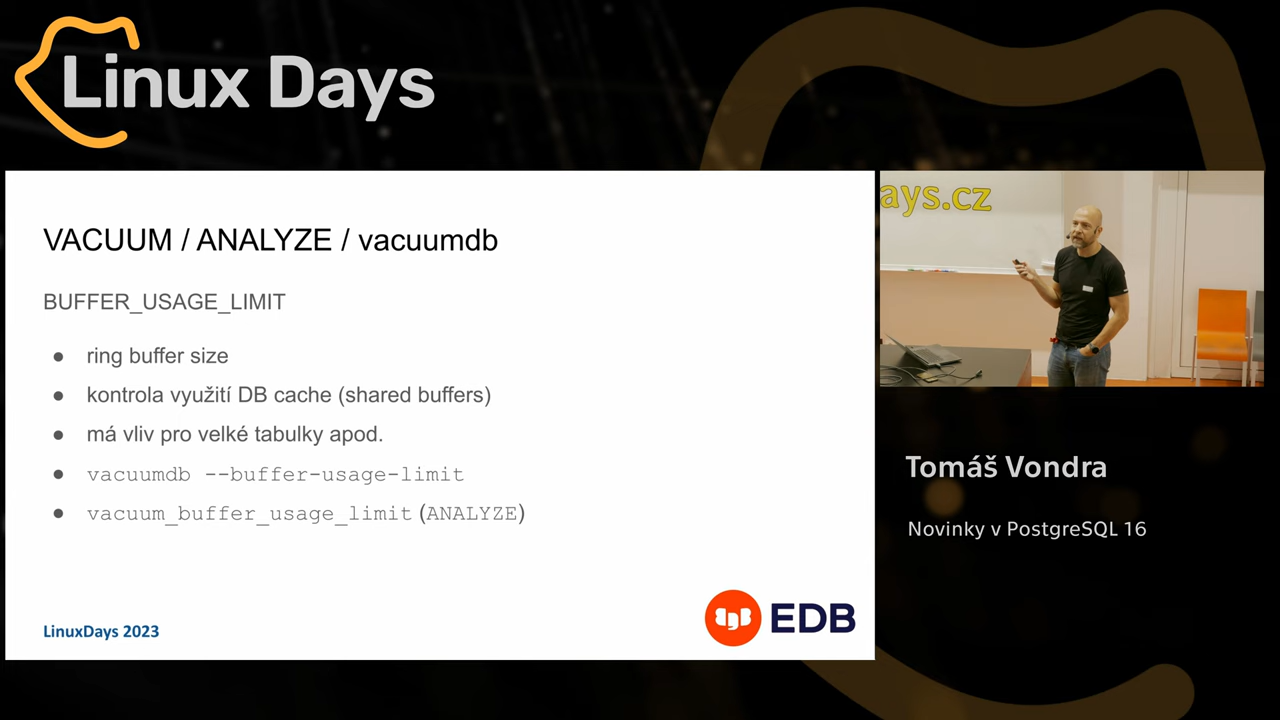 Linux Days
VACUUM / ANALYZE / vacuumdb
BUFFER_USAGE_LIMIT
● ring buffer size
● kontrola využití DB cache (shared buffers)
● má vliv pro velké tabulky apod.
● vacuumdb --buffer-usage-limit
● vacuum_buffer_usage_limit (ANALYZE)
LinuxDays 2023
EDB
ays.cz
Tomáš Vondra
Novinky v PostgreSQL 16